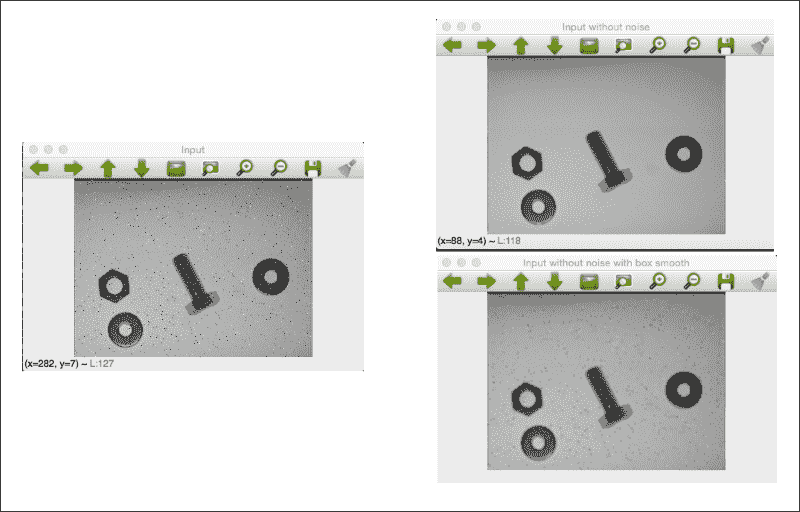 Input
(x=282, y=7) ~ L:127
Input without noise
(x=88, y=4) ~ L:118
Input without noise with box smooth